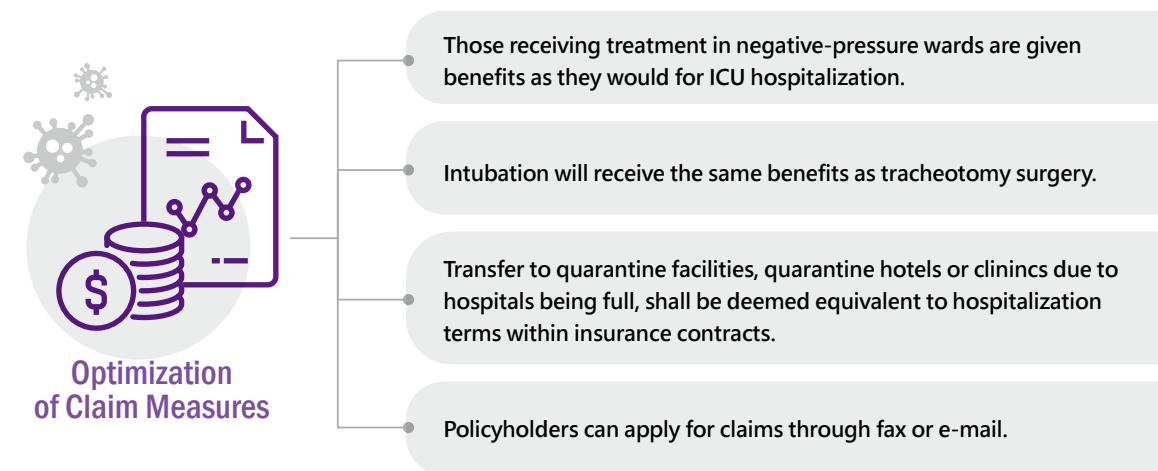 Those receiving treatment in negative-pressure wards are given
benefits as they would for ICU hospitalization.
Intubation will receive the same benefits as tracheotomy surgery.
Transfer to quarantine facilities, quarantine hotels or clinincs due to
hospitals being full, shall be deemed equivalent to hospitalization
terms within insurance contracts.
Policyholders can apply for claims through fax or e-mail.
$
Optimization
of Claim Measures